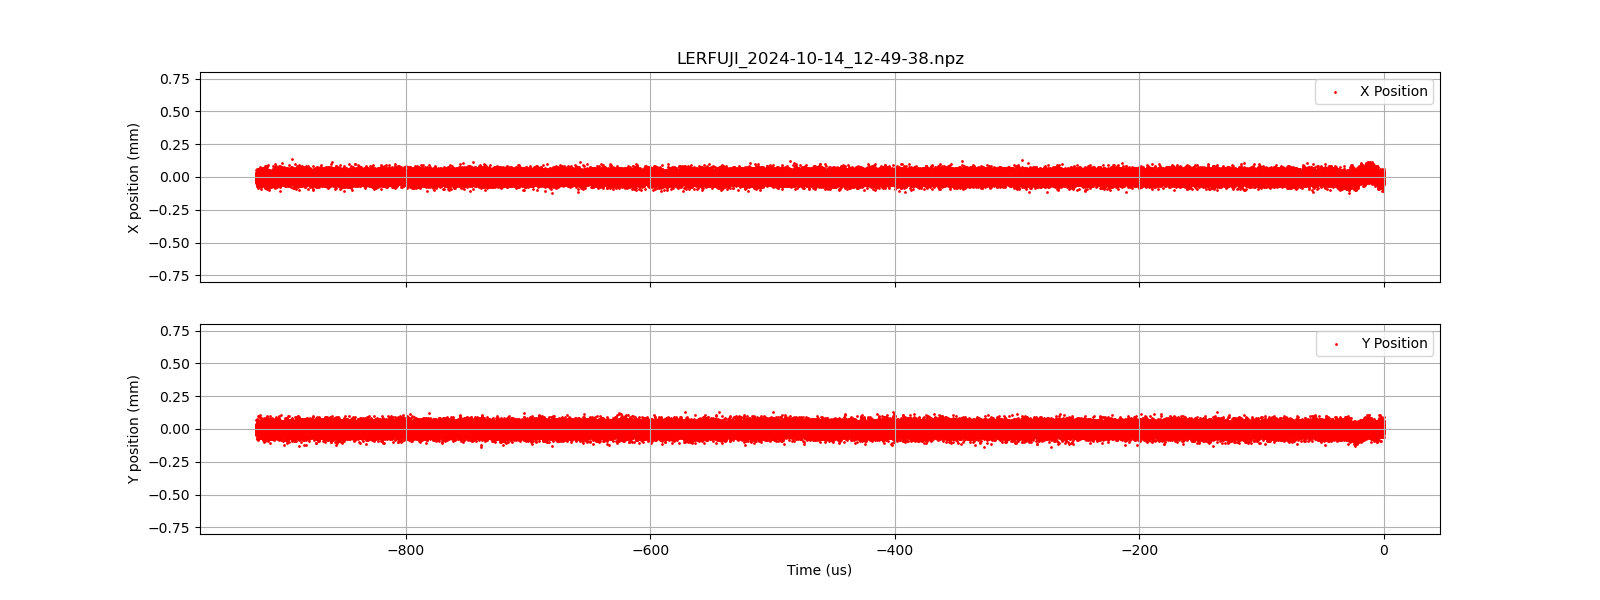 LERFUJI_2024-10-14_12-49-38.npz
0.75
0.50
0.25
0.00
−0.25
−0.50
−0.75
X position (mm)
X Position
0.75
0.50
0.25
0.00
−0.25
−0.50
−0.75
Y position (mm)
Y Position
−800 −600 −400 −200 0
Time (us)